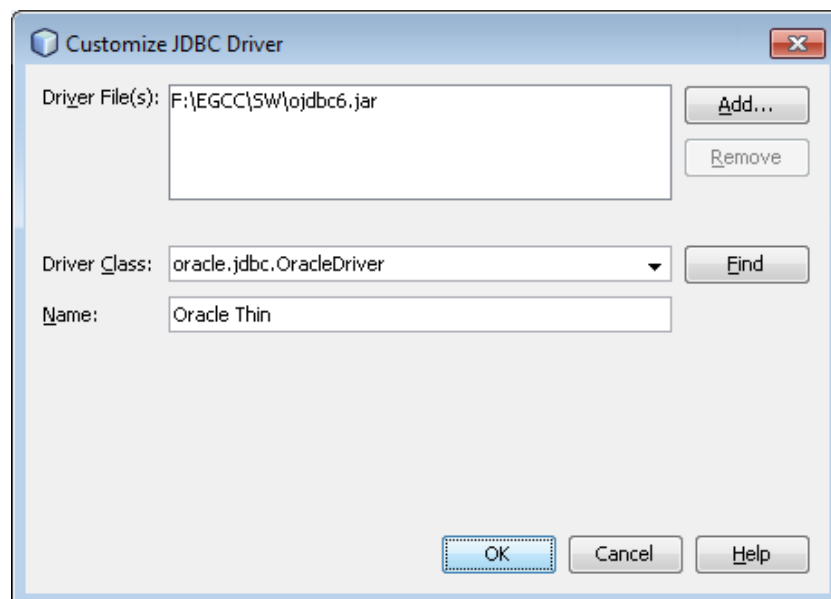 Customize JDBC Driver
Driver File(s): F:\EGCC\SW\ojdbc6.jar Add...
Remove
Driver Class: oracle.jdbc.OracleDriver Find
Name: Oracle Thin
OK Cancel Help